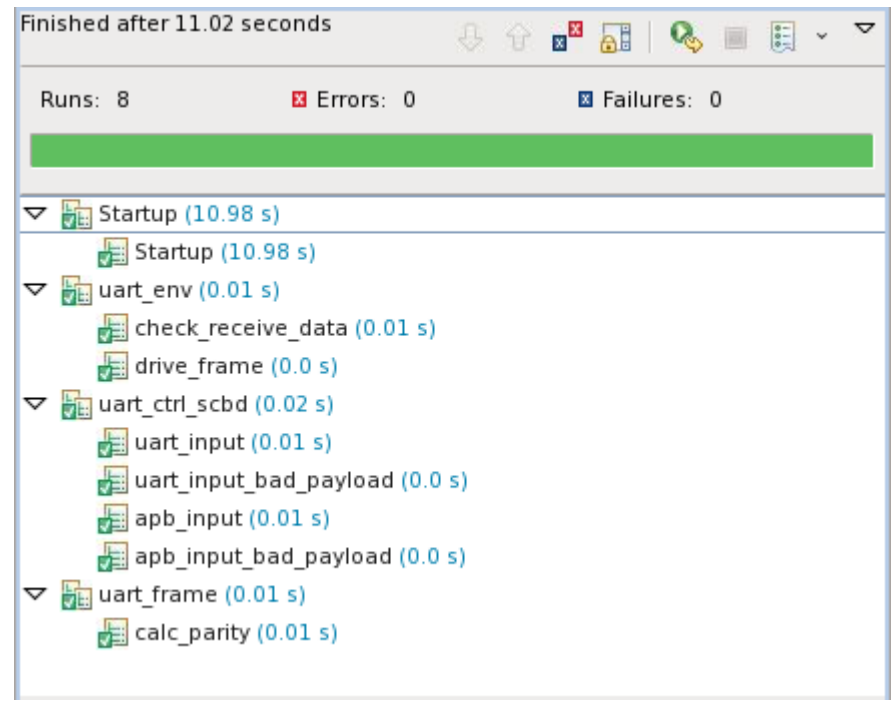 Finished after 11.02 seconds
Runs: 8 Errors: 0 Failures: 0
Startup (10.98 s)
Startup (10.98 s)
uart_env (0.01 s)
check_receive_data (0.01 s)
drive_frame (0.0 s)
uart_ctrl_scbd (0.02 s)
uart_input (0.01 s)
uart_input_bad_payload (0.0 s)
apb_input (0.01 s)
apb_input_bad_payload (0.0 s)
uart_frame (0.01 s)
calc_parity (0.01 s)